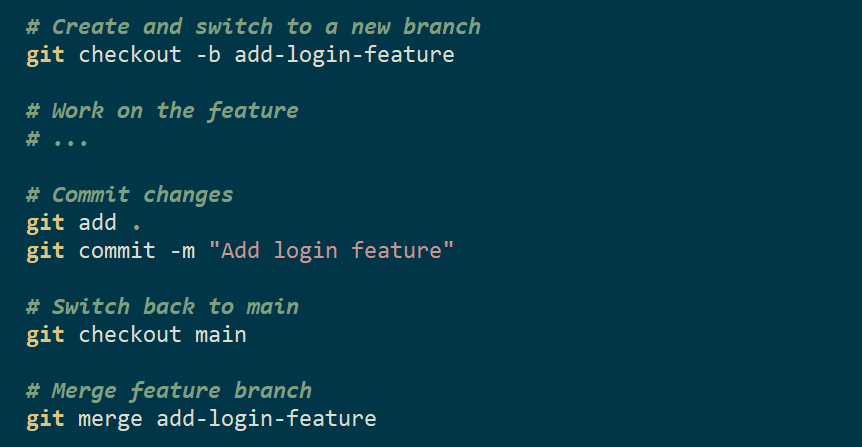 # Create and switch to a new branch
git checkout -b add-login-feature
# Work on the feature
# ...
# Commit changes
git add .
git commit -m "Add login feature"
# Switch back to main
git checkout main
# Merge feature branch
git merge add-login-feature